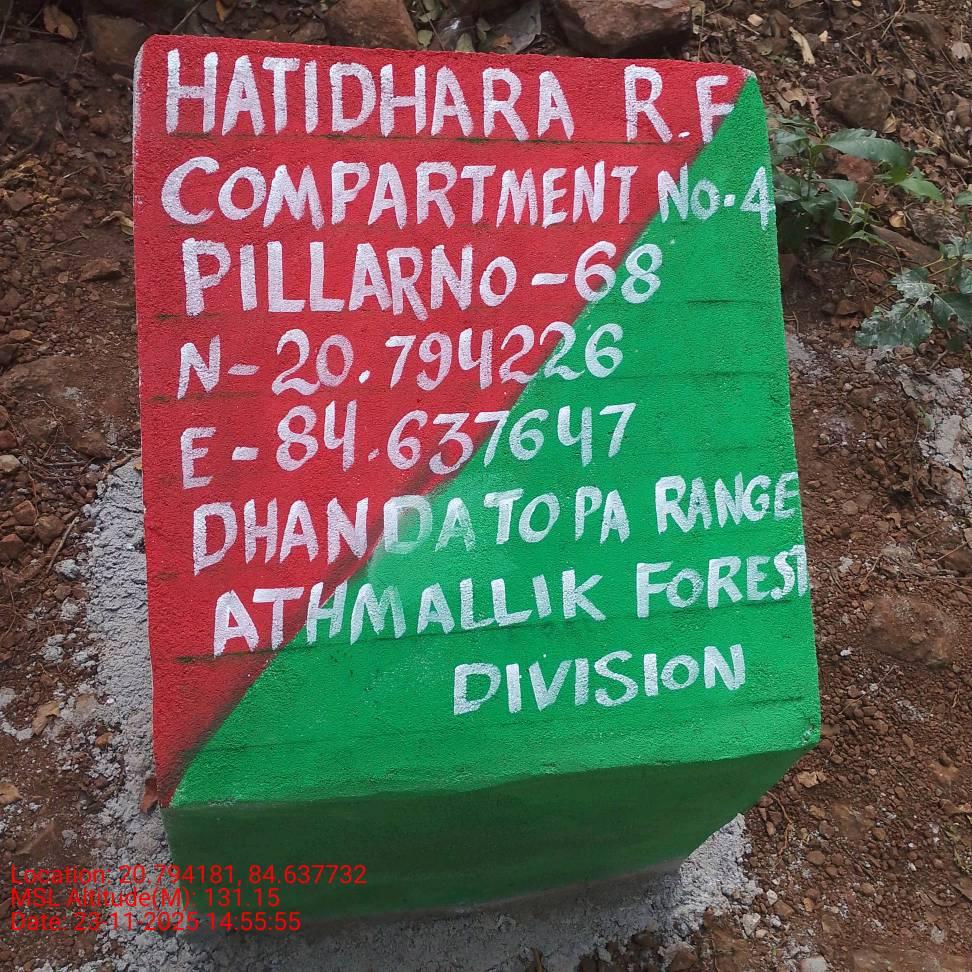 HATIDHARA R.F
COMPARTMENT No.4
PILLARNo-68
N-20.794226
E-84.637647
DHANDATOPA RANGE
ATHMALLIK FOREST
DIVISION
Location: 20.794181, 84.637732
MSL Altitude(M): 131.15
Date: 23-11-2025 14:55:55